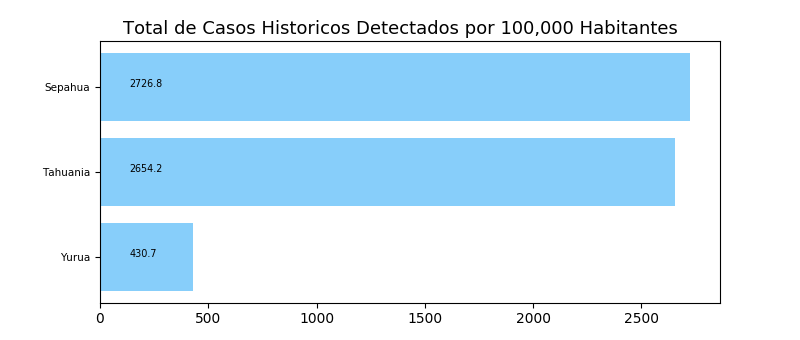 Total de Casos Historicos Detectados por 100,000 Habitantes
Sepahua
2726.8
Tahuania
2654.2
Yurua
430.7
0 500 1000 1500 2000 2500